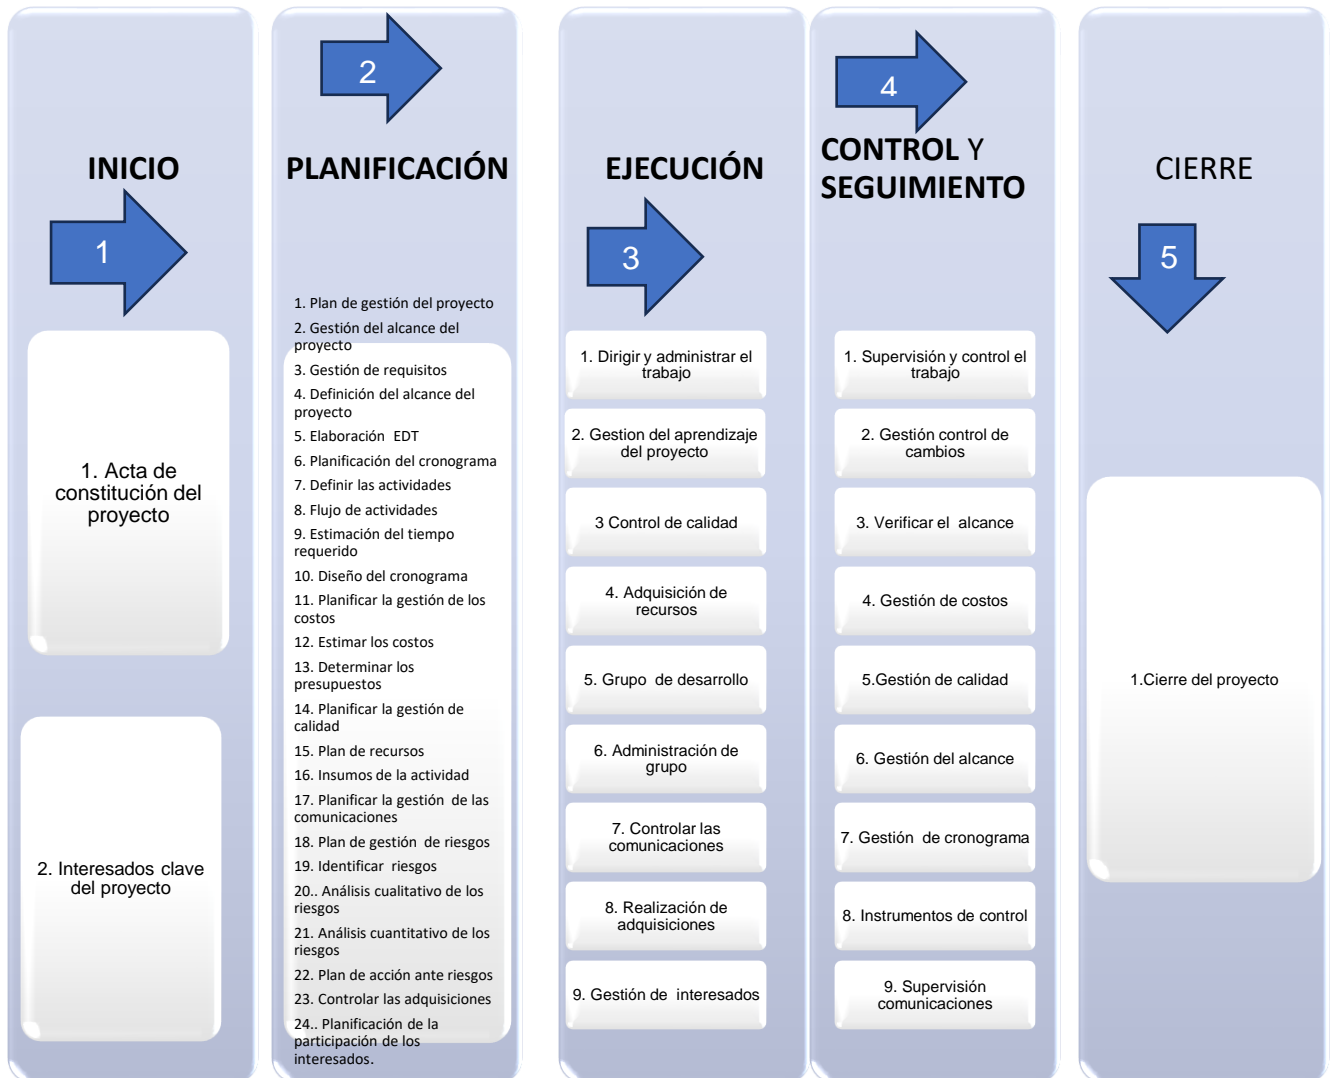 INICIO
1
1. Acta de
constitución del
proyecto
2. Interesados clave
del proyecto
2
PLANIFICACIÓN
1. Plan de gestión del proyecto
2. Gestión del alcance del
proyecto
3. Gestión de requisitos
4. Definición del alcance del
proyecto
5. Elaboración EDT
6. Planificación del cronograma
7. Definir las actividades
8. Flujo de actividades
9. Estimación del tiempo
requerido
10. Diseño del cronograma
11. Planificar la gestión de los
costos
12. Estimar los costos
13. Determinar los
presupuestos
14. Planificar la gestión de
calidad
15. Plan de recursos
16. Insumos de la actividad
17. Planificar la gestión de las
comunicaciones
18. Plan de gestión de riesgos
19. Identificar riesgos
20.. Análisis cualitativo de los
riesgos
21. Análisis cuantitativo de los
riesgos
22. Plan de acción ante riesgos
23. Controlar las adquisiciones
24.. Planificación de la
participación de los
interesados.
EJECUCIÓN
3
1. Dirigir y administrar el
trabajo
2. Gestion del aprendizaje
del proyecto
3 Control de calidad
4. Adquisición de
recursos
5. Grupo de desarrollo
6. Administración de
grupo
7. Controlar las
comunicaciones
8. Realización de
adquisiciones
9. Gestión de interesados
4
CONTROL Y
SEGUIMIENTO
1. Supervisión y control el
trabajo
2. Gestión control de
cambios
3. Verificar el alcance
4. Gestión de costos
5.Gestión de calidad
6. Gestión del alcance
7. Gestión de cronograma
8. Instrumentos de control
9. Supervisión
comunicaciones
CIERRE
5
1.Cierre del proyecto